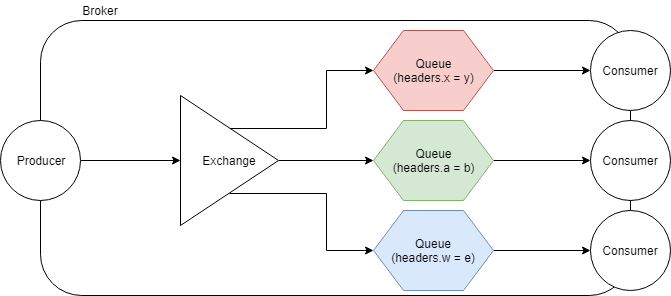 Broker
Queue
(headers.x = y)
Consumer
Producer
Exchange
Queue
(headers.a = b)
Consumer
Queue
(headers.w = e)
Consumer